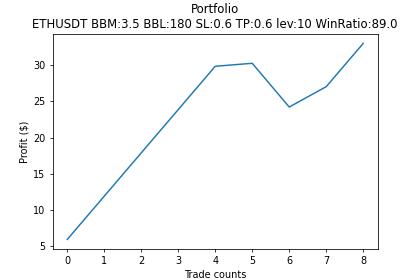 Portfolio
ETHUSDT BBM:3.5 BBL:180 SL:0.6 TP:0.6 lev:10 WinRatio:89.0
30
25
20
15
10
5
Profit ($)
0 1 2 3 4 5 6 7 8
Trade counts